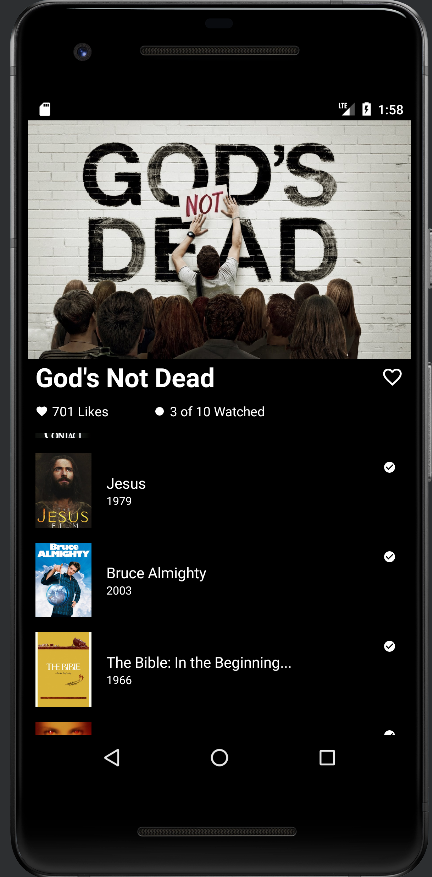 LTE 1:58
GOD'S
NOT
DEAD
God's Not Dead
701 Likes 3 of 10 Watched
CONTACT
JESUS
FILM
Jesus
1979
Bruce
ALMIGHTY
Bruce Almighty
2003
THE BIBLE
The Bible: In the Beginning...
1966